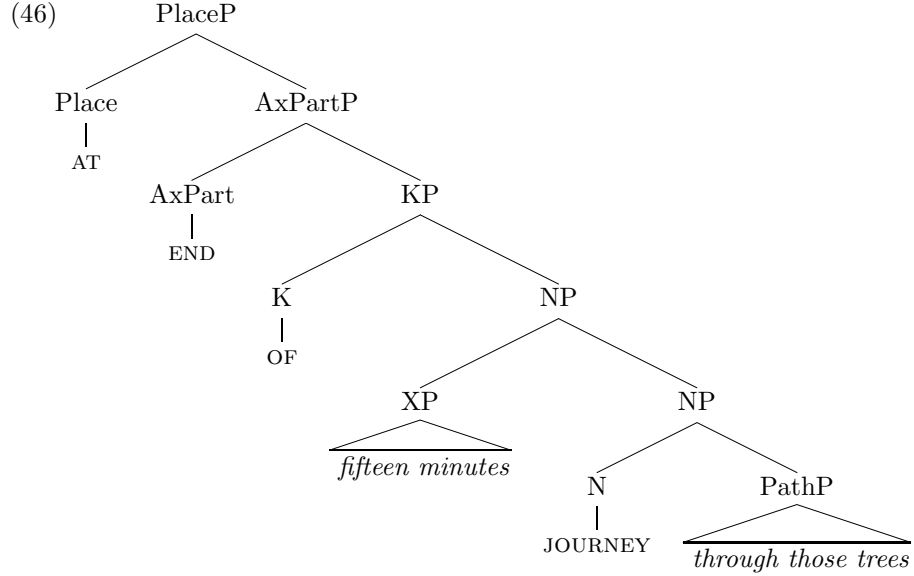 (46) PlaceP
Place AxPartP
AT
AxPart KP
END
K NP
OF
XP NP
fifteen minutes
N PathP
JOURNEY
through those trees